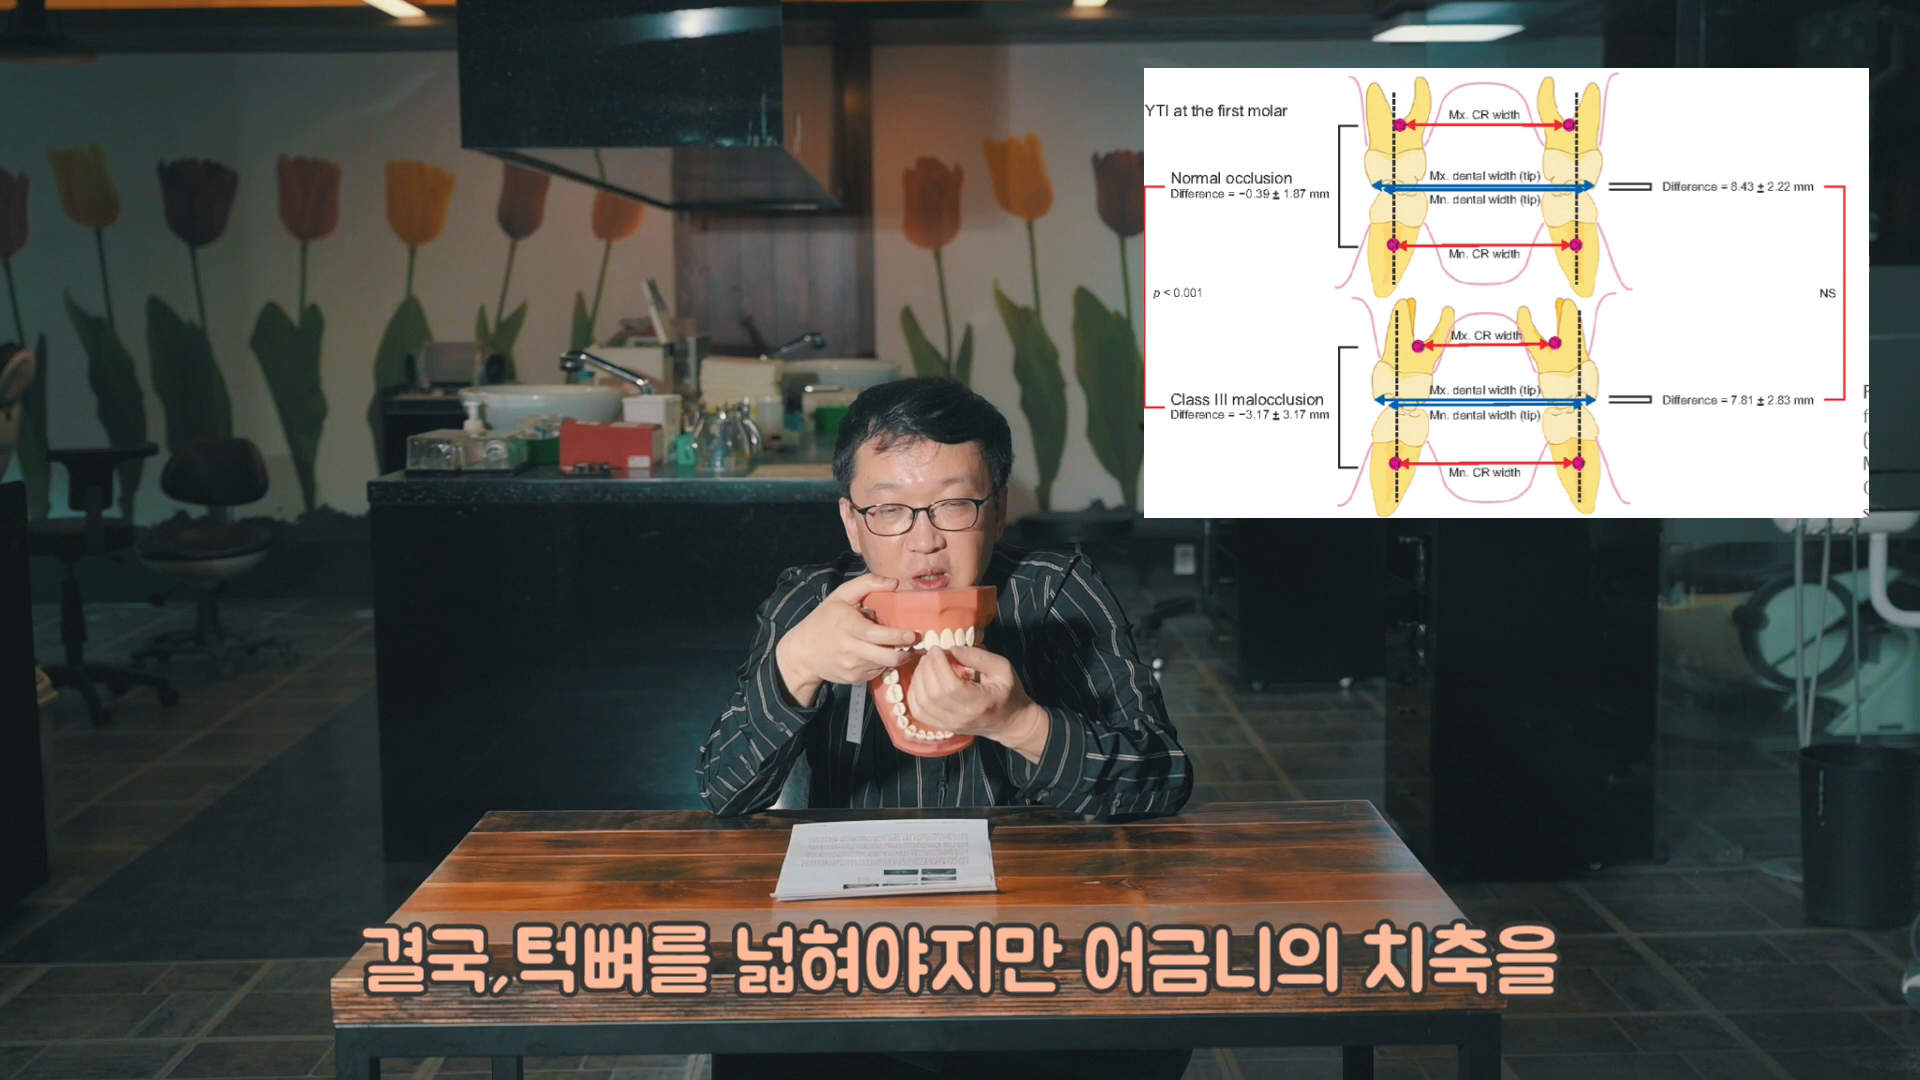 YTI at the first molar
Mx. CR width
Normal occlusion
Difference = −0.39 ± 1.87 mm
Mx. dental width (tip)
Mn. dental width (tip)
Difference = 8.43 ± 2.22 mm
Mn. CR width
p < 0.001
NS
Mx. CR width
Class III malocclusion
Difference = −3.17 ± 3.17 mm
Mx. dental width (tip)
Mn. dental width (tip)
Difference = 7.81 ± 2.83 mm
Mn. CR width
결국,턱뼈를 넓혀야지만 어금니의 치축을